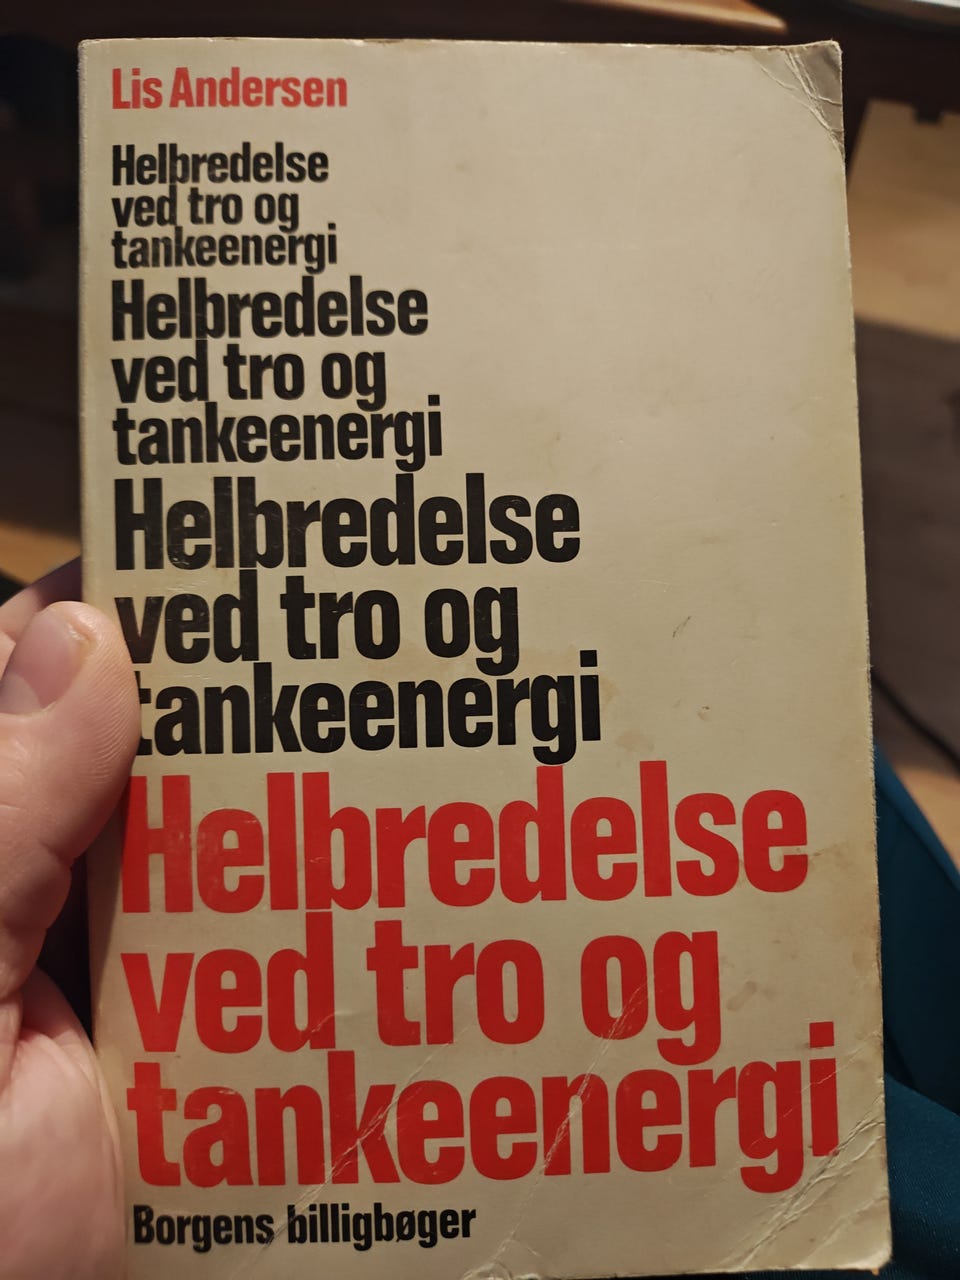 Lis Andersen
Helbredelse
ved tro og
tankeenergi
Helbredelse
ved tro og
tankeenergi
Helbredelse
ved tro og
tankeenergi
Helbredelse
ved tro og
tankeenergi
Borgens billigbøger